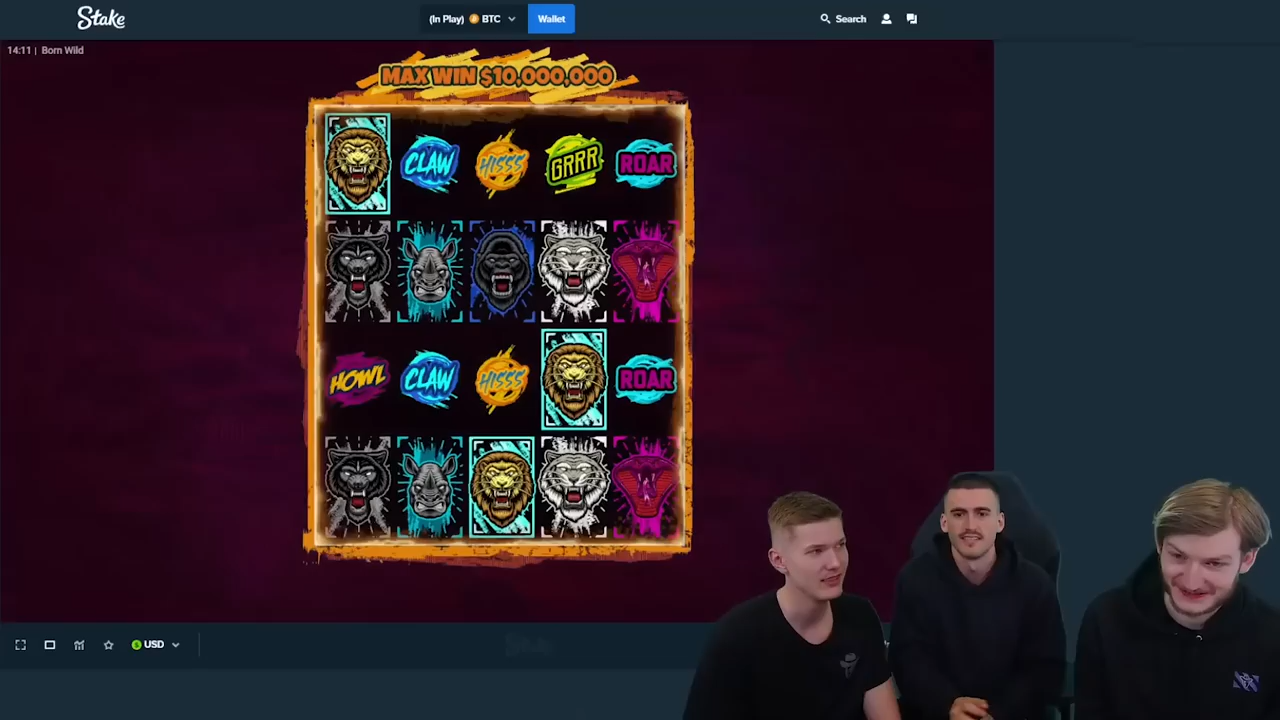 Stake
(In Play) BTC
Wallet
Search
14:11 | Born Wild
MAX WIN $10,000,000
CLAW HISSS GRRR ROAR
HOWL CLAW HISSS ROAR
USD
Stake